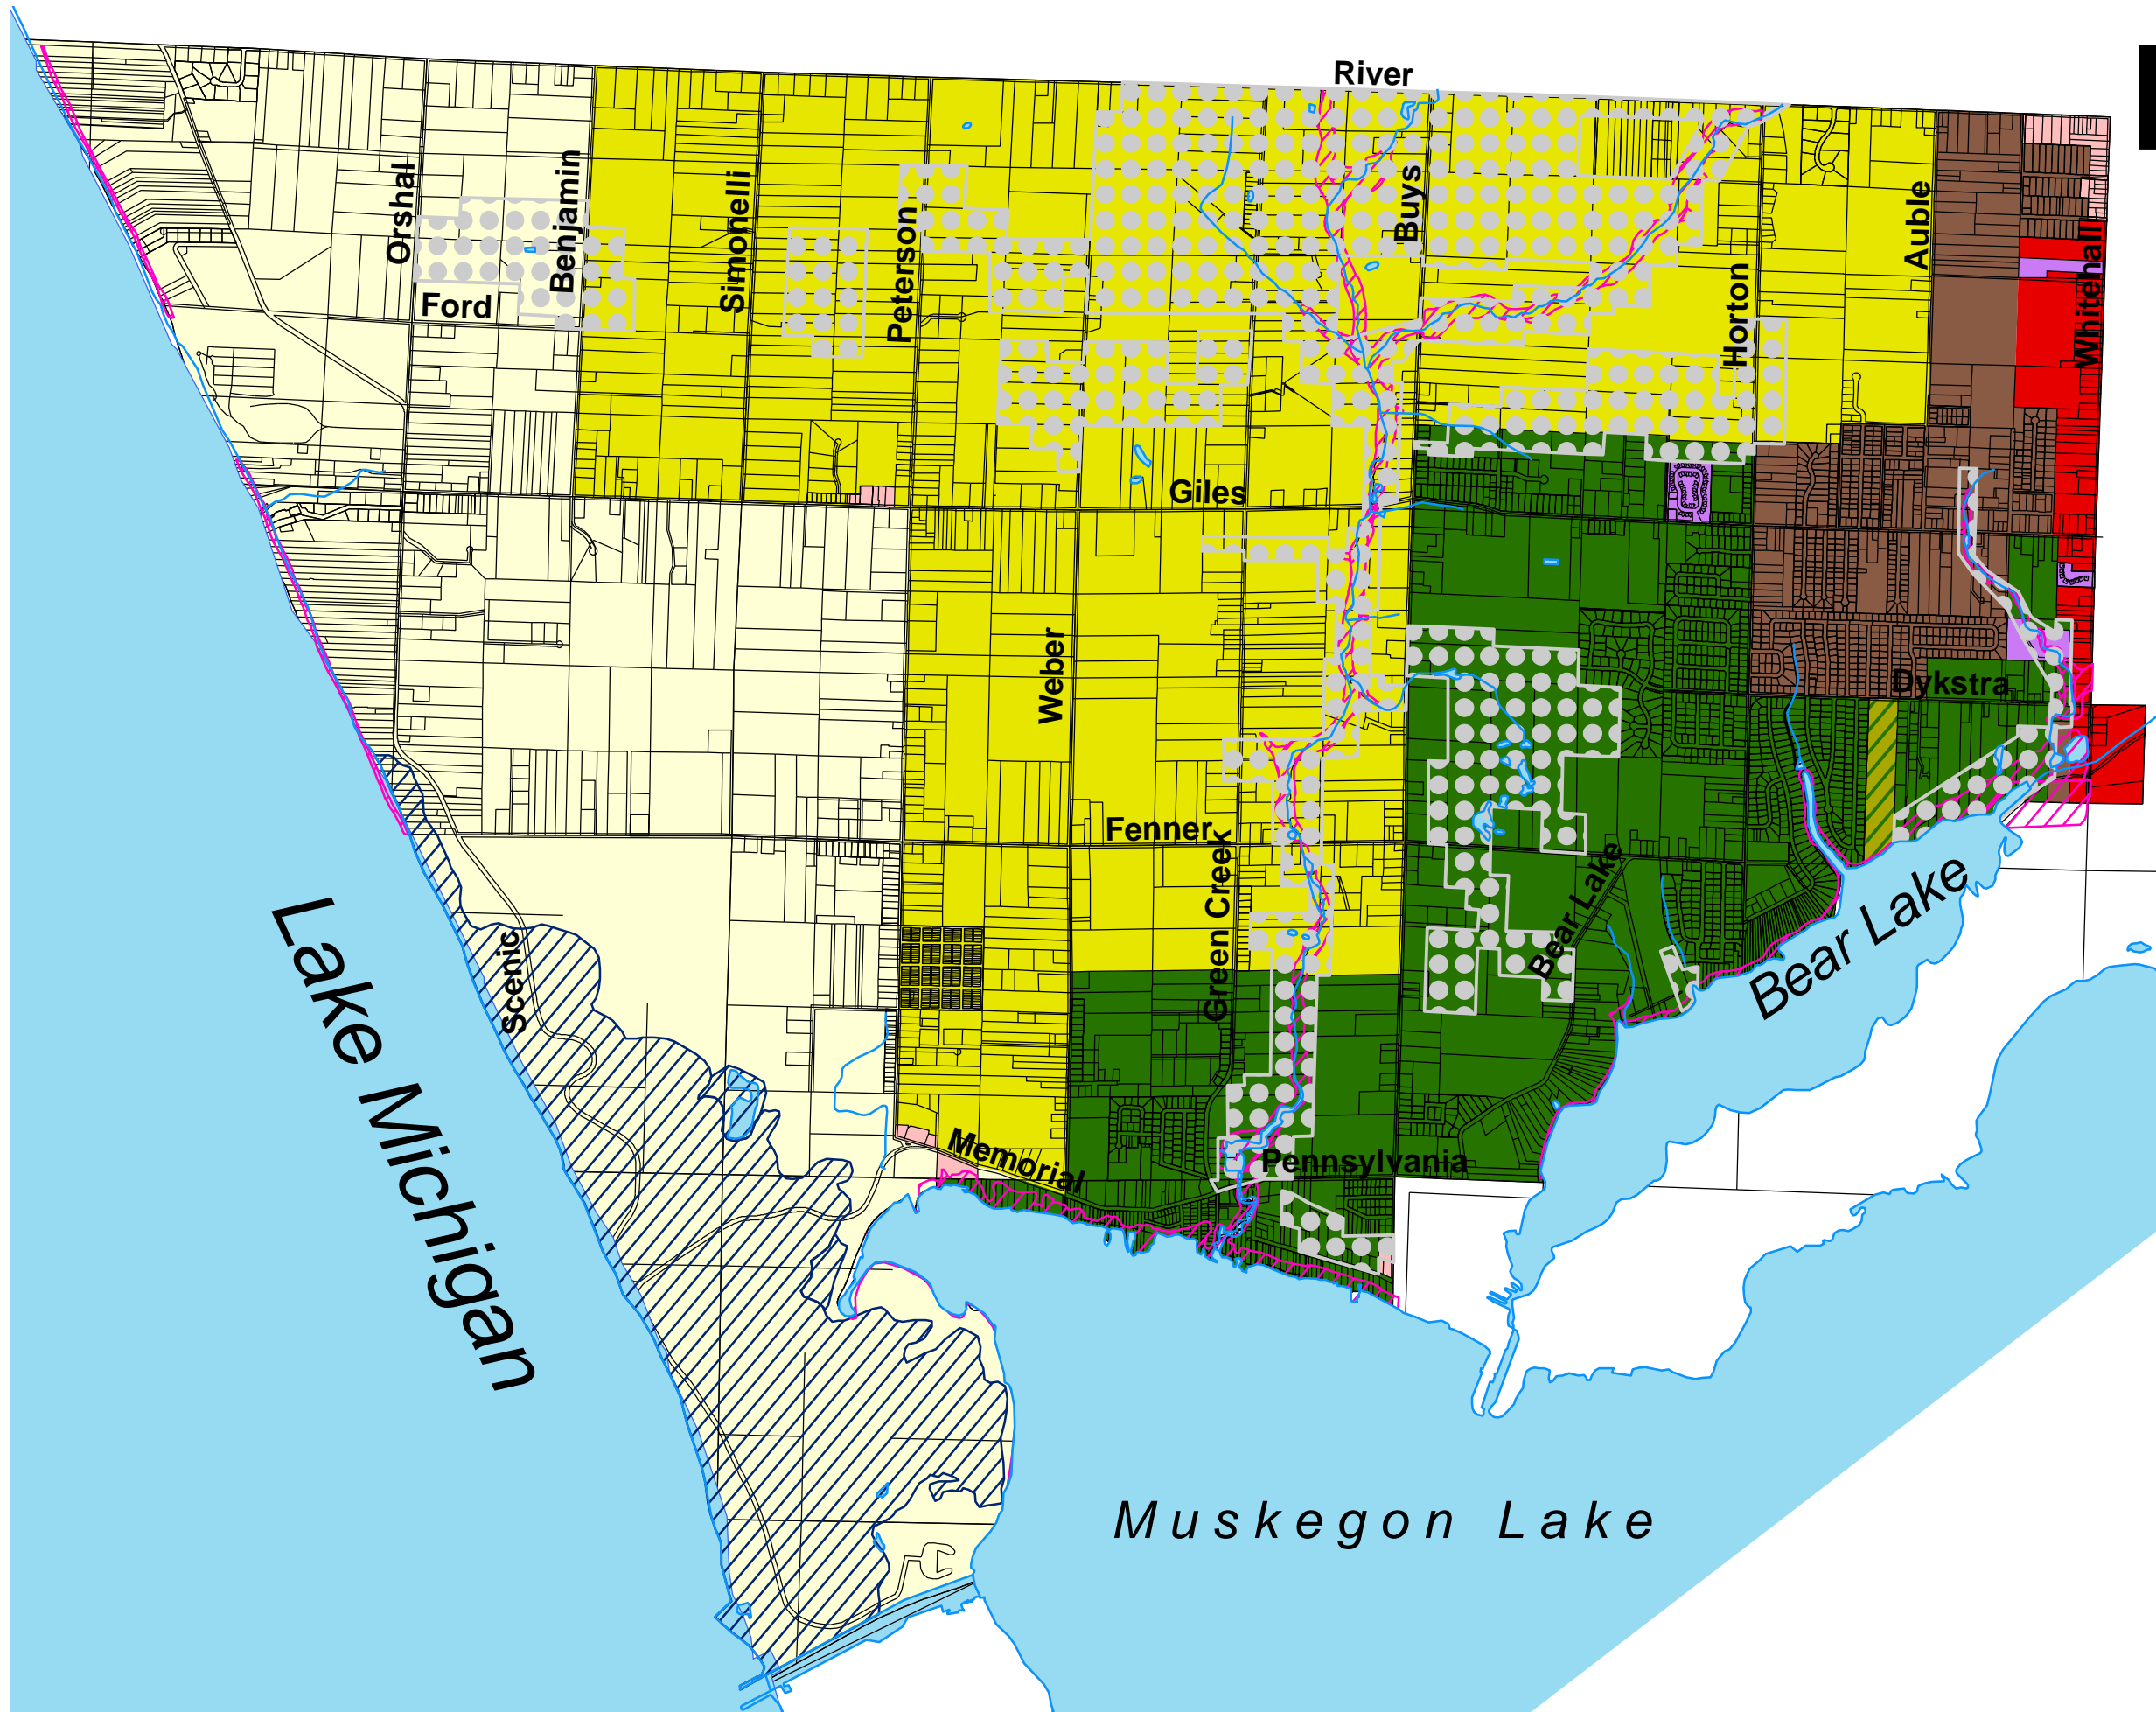 River
Orshal
Benjamin
Simonelli
Peterson
Buys
Horton
Auble
Whitehall
Ford
Giles
Weber
Dykstra
Fenner
Green Creek
Bear Lake
Bear Lake
Scenic
Lake Michigan
Memorial
Pennsylvania
Muskegon Lake